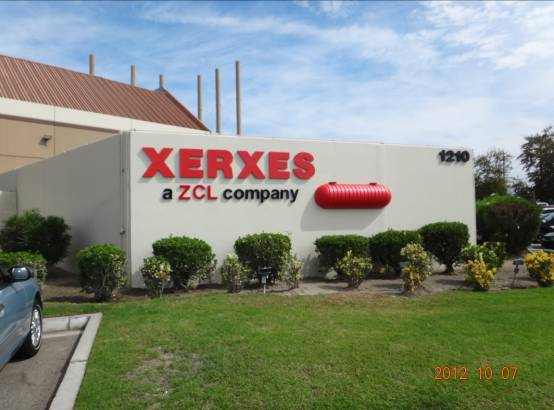 XERXES
a ZCL company
1210
2012.10.07